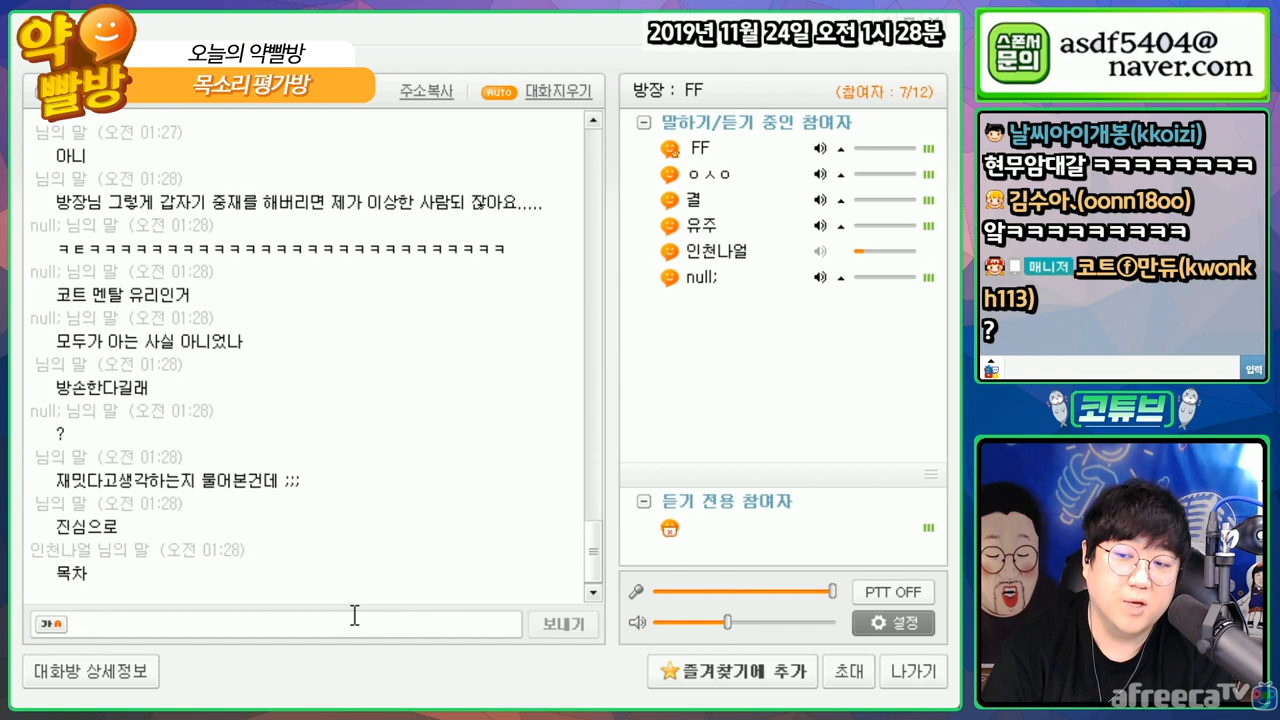 약빨방
오늘의 약빨방
목소리 평가방
2019년 11월 24일 오전 1시 28분
주소복사
AUTO 대화지우기
님의 말 (오전 01:27)
아니
님의 말 (오전 01:28)
방장님 그렇게 갑자기 중재를 해버리면 제가 이상한 사람되 잖아요.....
null; 님의 말 (오전 01:28)
ㅋㅌㅋㅋㅋㅋㅋㅋㅋㅋㅋㅋㅋㅋㅋㅋㅋㅋㅋㅋㅋㅋㅋㅋㅋㅋㅋㅋㅋ
null; 님의 말 (오전 01:28)
코트 멘탈 유리인거
null; 님의 말 (오전 01:28)
모두가 아는 사실 아니었나
님의 말 (오전 01:28)
방손한다길래
null; 님의 말 (오전 01:28)
?
님의 말 (오전 01:28)
재밋다고생각하는지 물어본건데 ;;;
님의 말 (오전 01:28)
진심으로
인천나얼 님의 말 (오전 01:28)
목차
가A
보내기
대화방 상세정보
방장 : FF
(참여자 : 7/12)
말하기/듣기 중인 참여자
FF
ㅇㅅㅇ
결
유주
인천나얼
null;
듣기 전용 참여자
PTT OFF
설정
즐겨찾기에 추가
초대
나가기
스폰서
문의
asdf5404@
naver.com
날씨아이개봉(kkoizi)
현무암대갈 ㅋㅋㅋㅋㅋㅋㅋㅋ
김수아、(oonn18oo)
앜ㅋㅋㅋㅋㅋㅋㅋㅋㅋ
매니저 코트ⓕ만듀(kwonk
h113)
?
입력
코튜브
afreecaTV